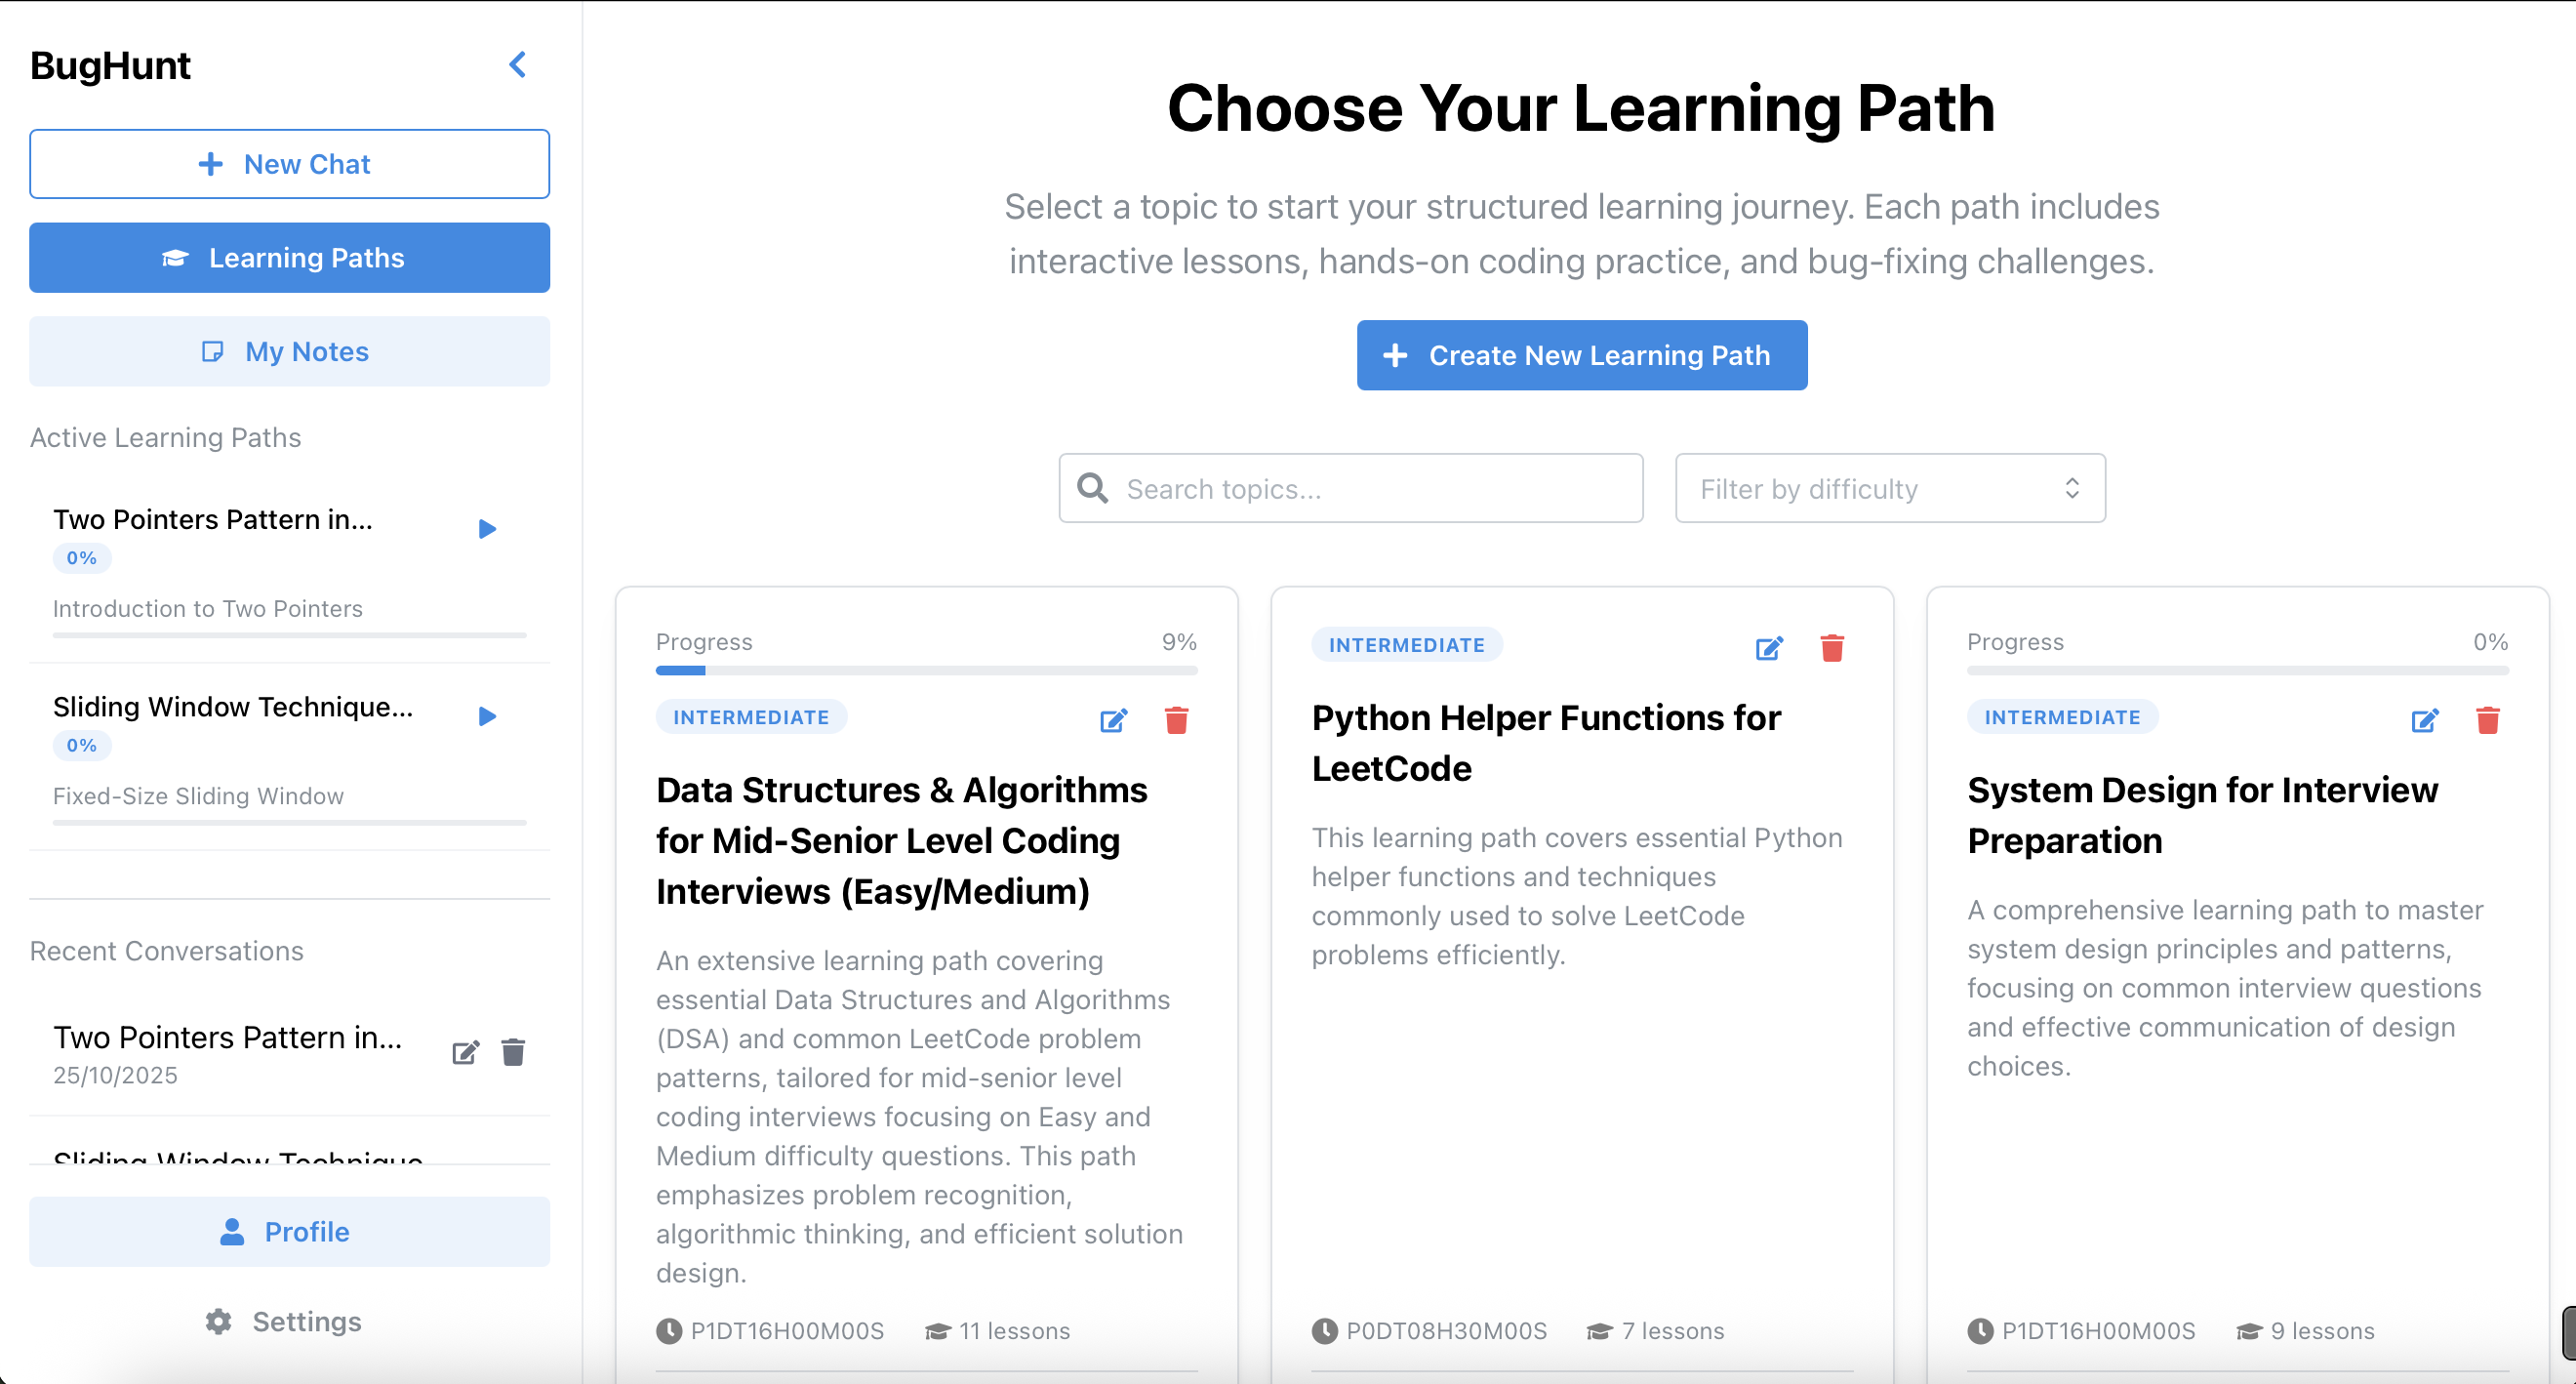 BugHunt
New Chat
Learning Paths
My Notes
Active Learning Paths
Two Pointers Pattern in...
0%
Introduction to Two Pointers
Sliding Window Technique...
0%
Fixed-Size Sliding Window
Recent Conversations
Two Pointers Pattern in...
25/10/2025
Sliding Window Technique
Profile
Settings
Choose Your Learning Path
Select a topic to start your structured learning journey. Each path includes
interactive lessons, hands-on coding practice, and bug-fixing challenges.
Create New Learning Path
Search topics...
Filter by difficulty
Progress 9%
INTERMEDIATE
Data Structures & Algorithms
for Mid-Senior Level Coding
Interviews (Easy/Medium)
An extensive learning path covering
essential Data Structures and Algorithms
(DSA) and common LeetCode problem
patterns, tailored for mid-senior level
coding interviews focusing on Easy and
Medium difficulty questions. This path
emphasizes problem recognition,
algorithmic thinking, and efficient solution
design.
P1DT16H00M00S 11 lessons
INTERMEDIATE
Python Helper Functions for
LeetCode
This learning path covers essential Python
helper functions and techniques
commonly used to solve LeetCode
problems efficiently.
P0DT08H30M00S 7 lessons
Progress 0%
INTERMEDIATE
System Design for Interview
Preparation
A comprehensive learning path to master
system design principles and patterns,
focusing on common interview questions
and effective communication of design
choices.
P1DT16H00M00S 9 lessons